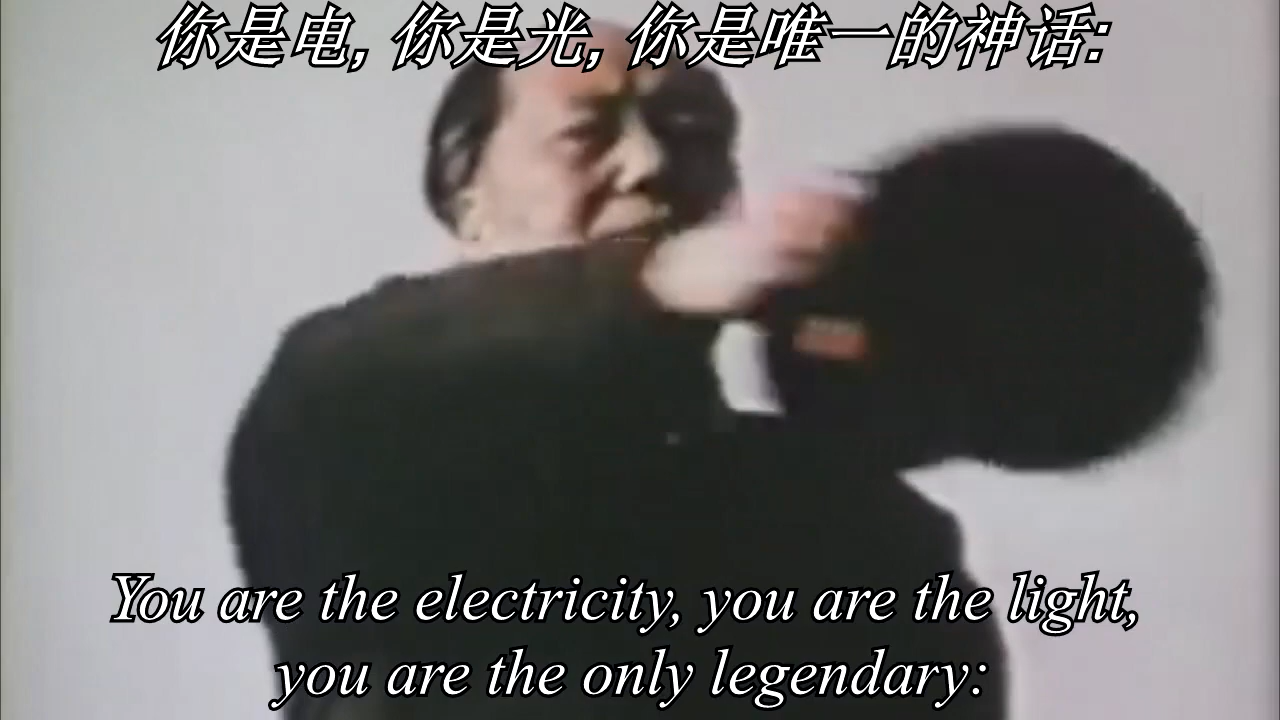 你是电, 你是光, 你是唯一的神话:
You are the electricity, you are the light,
you are the only legendary: